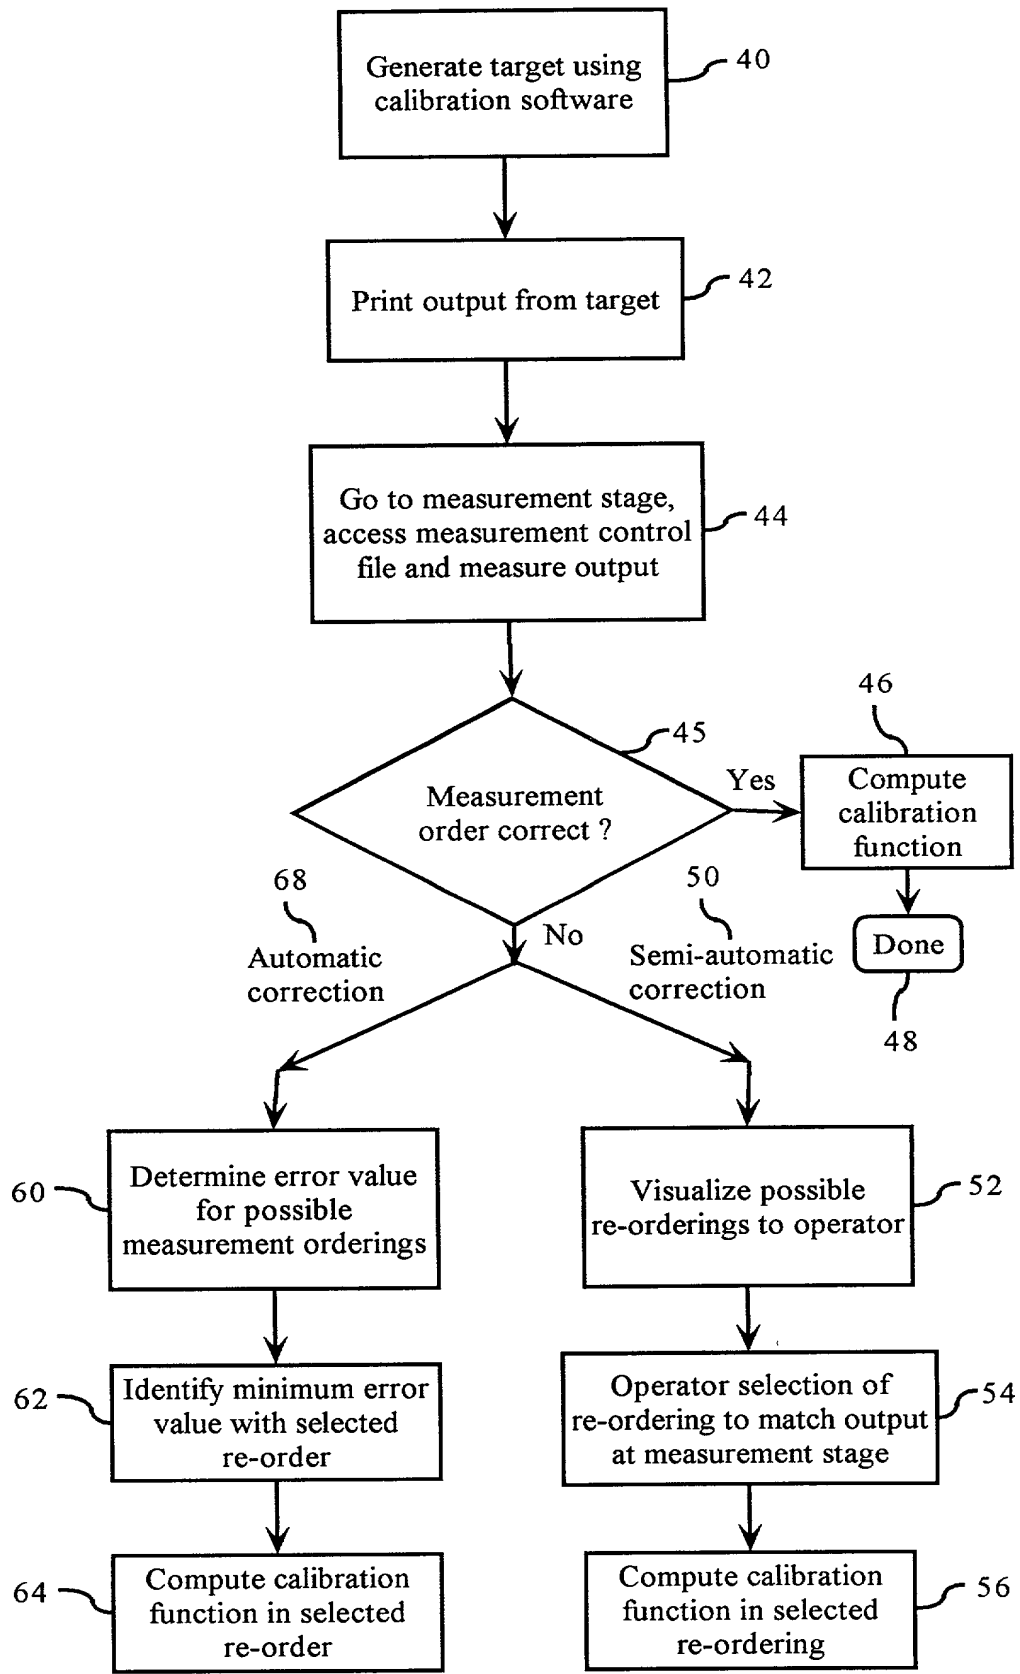 Generate target using
calibration software
40
Print output from target
42
Go to measurement stage,
access measurement control
file and measure output
44
45
Measurement
order correct ?
Yes
46
Compute
calibration
function
Done
48
No
68
Automatic
correction
50
Semi-automatic
correction
60
Determine error value
for possible
measurement orderings
Visualize possible
re-orderings to operator
52
62
Identify minimum error
value with selected
re-order
Operator selection of
re-ordering to match output
at measurement stage
54
64
Compute calibration
function in selected
re-order
Compute calibration
function in selected
re-ordering
56